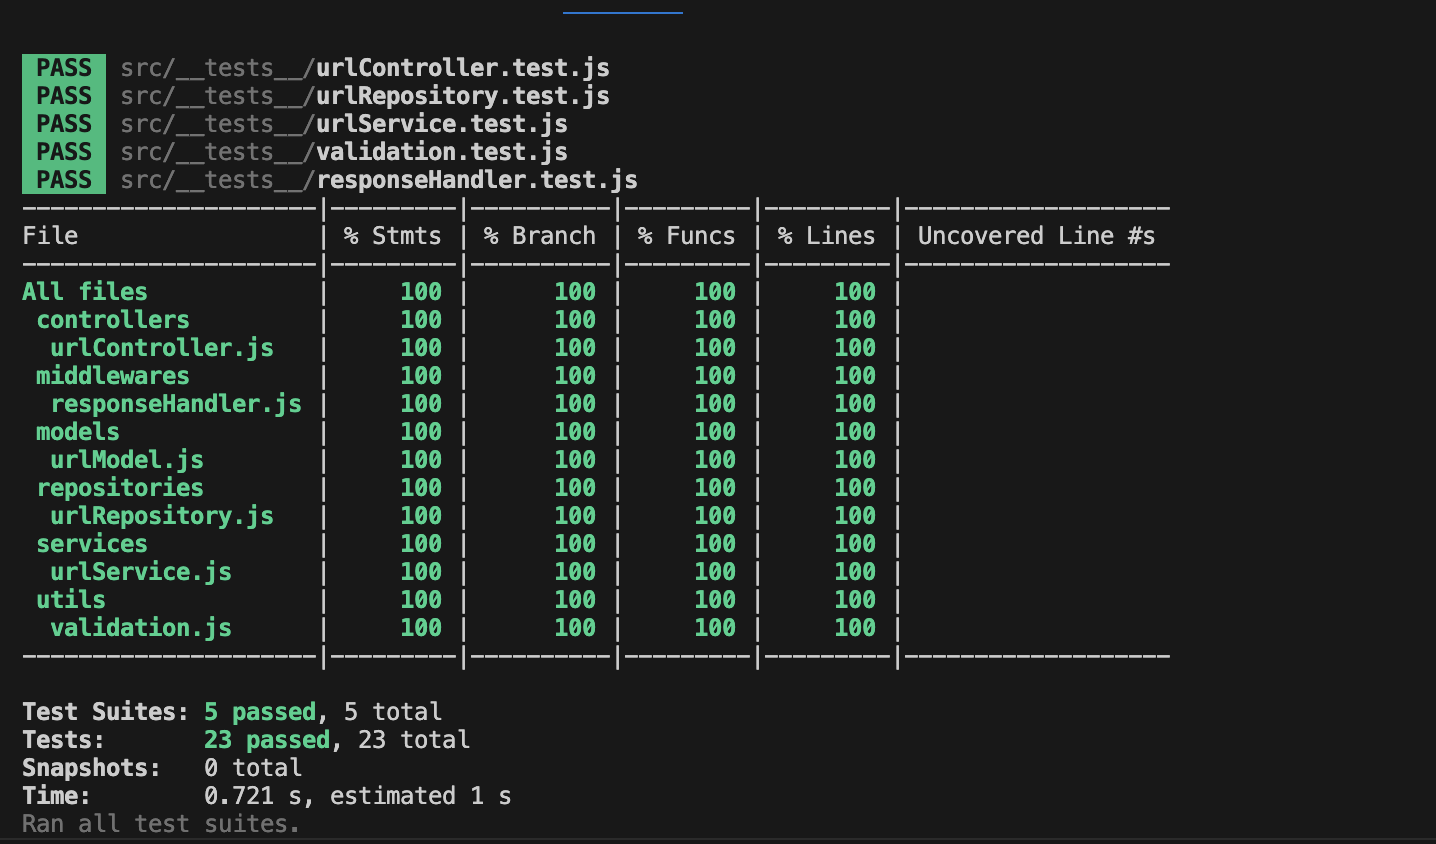 PASS src/__tests__/urlController.test.js
PASS src/__tests__/urlRepository.test.js
PASS src/__tests__/urlService.test.js
PASS src/__tests__/validation.test.js
PASS src/__tests__/responseHandler.test.js
---------------------|---------|----------|---------|---------|-------------------
File                 | % Stmts | % Branch | % Funcs | % Lines | Uncovered Line #s
---------------------|---------|----------|---------|---------|-------------------
All files            |     100 |      100 |     100 |     100 |
 controllers         |     100 |      100 |     100 |     100 |
  urlController.js   |     100 |      100 |     100 |     100 |
 middlewares         |     100 |      100 |     100 |     100 |
  responseHandler.js |     100 |      100 |     100 |     100 |
 models              |     100 |      100 |     100 |     100 |
  urlModel.js        |     100 |      100 |     100 |     100 |
 repositories        |     100 |      100 |     100 |     100 |
  urlRepository.js   |     100 |      100 |     100 |     100 |
 services            |     100 |      100 |     100 |     100 |
  urlService.js      |     100 |      100 |     100 |     100 |
 utils               |     100 |      100 |     100 |     100 |
  validation.js      |     100 |      100 |     100 |     100 |
---------------------|---------|----------|---------|---------|-------------------
Test Suites: 5 passed, 5 total
Tests:       23 passed, 23 total
Snapshots:   0 total
Time:        0.721 s, estimated 1 s
Ran all test suites.